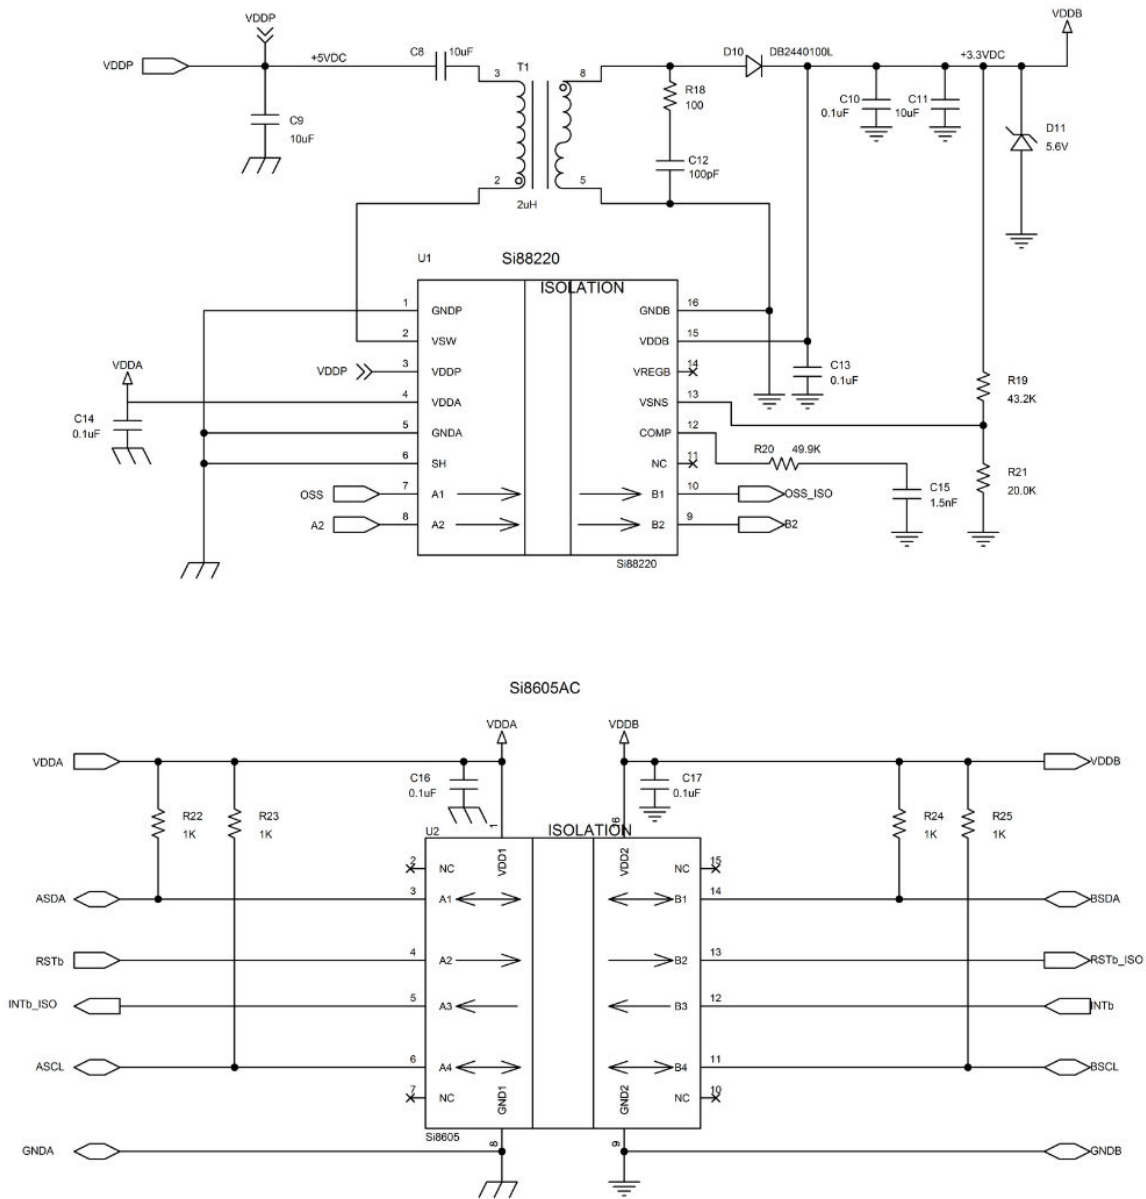 VDDP
VDDB
VDDP
+5VDC
C8
10uF
T1
D10
DB2440100L
+3.3VDC
3
8
R18
100
C10
0.1uF
C11
10uF
C9
10uF
D11
5.6V
C12
100pF
2
5
2uH
U1
Si88220
ISOLATION
1
GNDP
GNDB
16
2
VSW
VDDB
15
VDDP
3
VDDP
VREGB
14
C13
0.1uF
VDDA
4
VDDA
VSNS
13
R19
43.2K
C14
0.1uF
5
GNDA
COMP
12
R20
49.9K
6
SH
NC
11
R21
20.0K
OSS
7
A1
B1
10
OSS_ISO
C15
1.5nF
A2
8
A2
B2
9
B2
Si88220
Si8605AC
VDDA
VDDB
VDDA
VDDB
C16
0.1uF
C17
0.1uF
R22
1K
R23
1K
R24
1K
R25
1K
U2
1
ISOLATION
16
2
NC
VDD1
VDD2
NC
15
ASDA
3
A1
B1
14
BSDA
RSTb
4
A2
B2
13
RSTb_ISO
INTb_ISO
5
A3
B3
12
INTb
ASCL
6
A4
B4
11
BSCL
7
NC
GND1
GND2
NC
10
Si8605
GNDA
8
9
GNDB